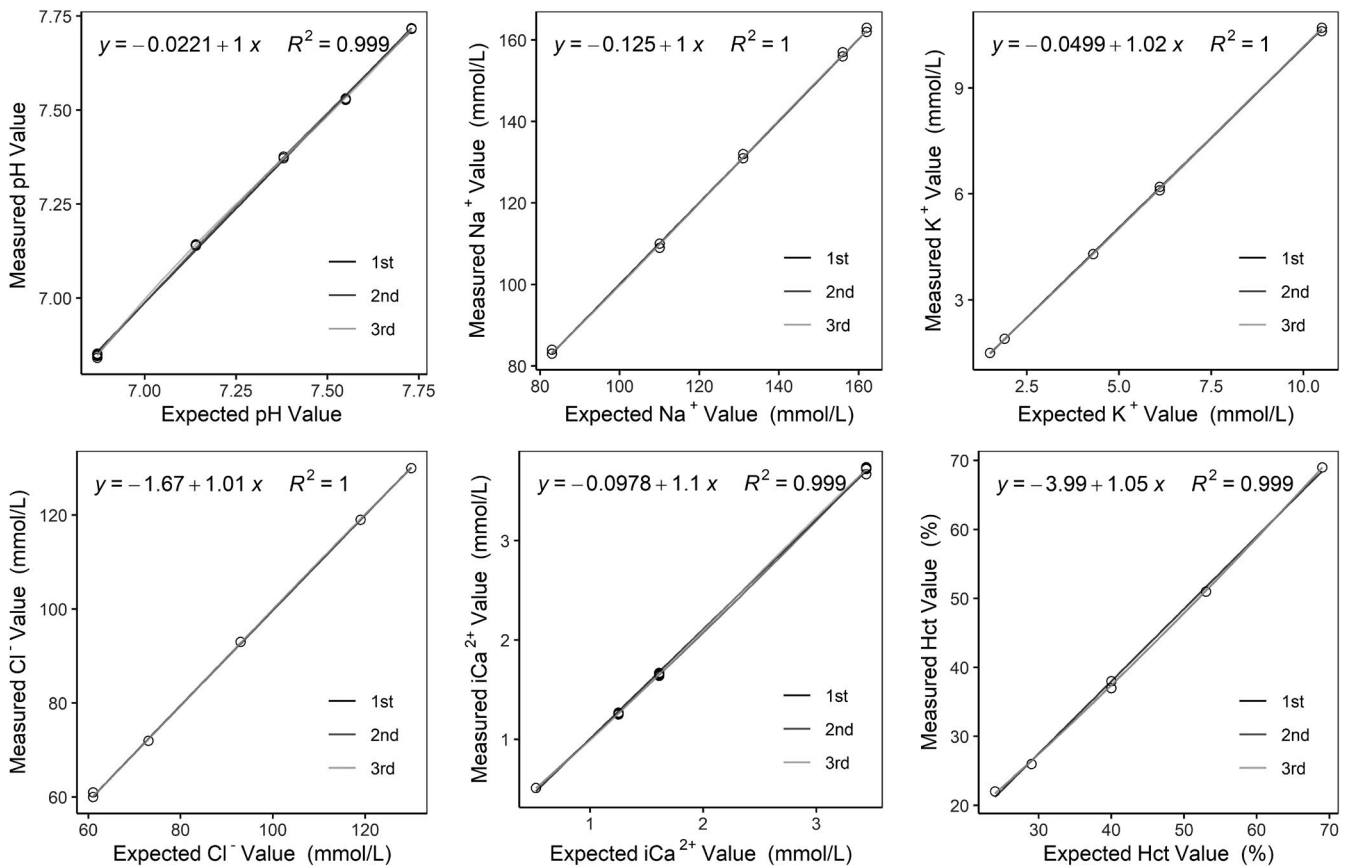 y = −0.0221 + 1 x R² = 0.999
7.75
7.50
7.25
7.00
Measured pH Value
1st
2nd
3rd
7.00 7.25 7.50 7.75
Expected pH Value
y = −0.125 + 1 x R² = 1
160
140
120
100
80
Measured Na⁺ Value (mmol/L)
1st
2nd
3rd
80 100 120 140 160
Expected Na⁺ Value (mmol/L)
y = −0.0499 + 1.02 x R² = 1
9
6
3
Measured K⁺ Value (mmol/L)
1st
2nd
3rd
2.5 5.0 7.5 10.0
Expected K⁺ Value (mmol/L)
y = −1.67 + 1.01 x R² = 1
120
100
80
60
Measured Cl⁻ Value (mmol/L)
1st
2nd
3rd
60 80 100 120
Expected Cl⁻ Value (mmol/L)
y = −0.0978 + 1.1 x R² = 0.999
3
2
1
Measured iCa²⁺ Value (mmol/L)
1st
2nd
3rd
1 2 3
Expected iCa²⁺ Value (mmol/L)
y = −3.99 + 1.05 x R² = 0.999
70
60
50
40
30
20
Measured Hct Value (%)
1st
2nd
3rd
30 40 50 60 70
Expected Hct Value (%)